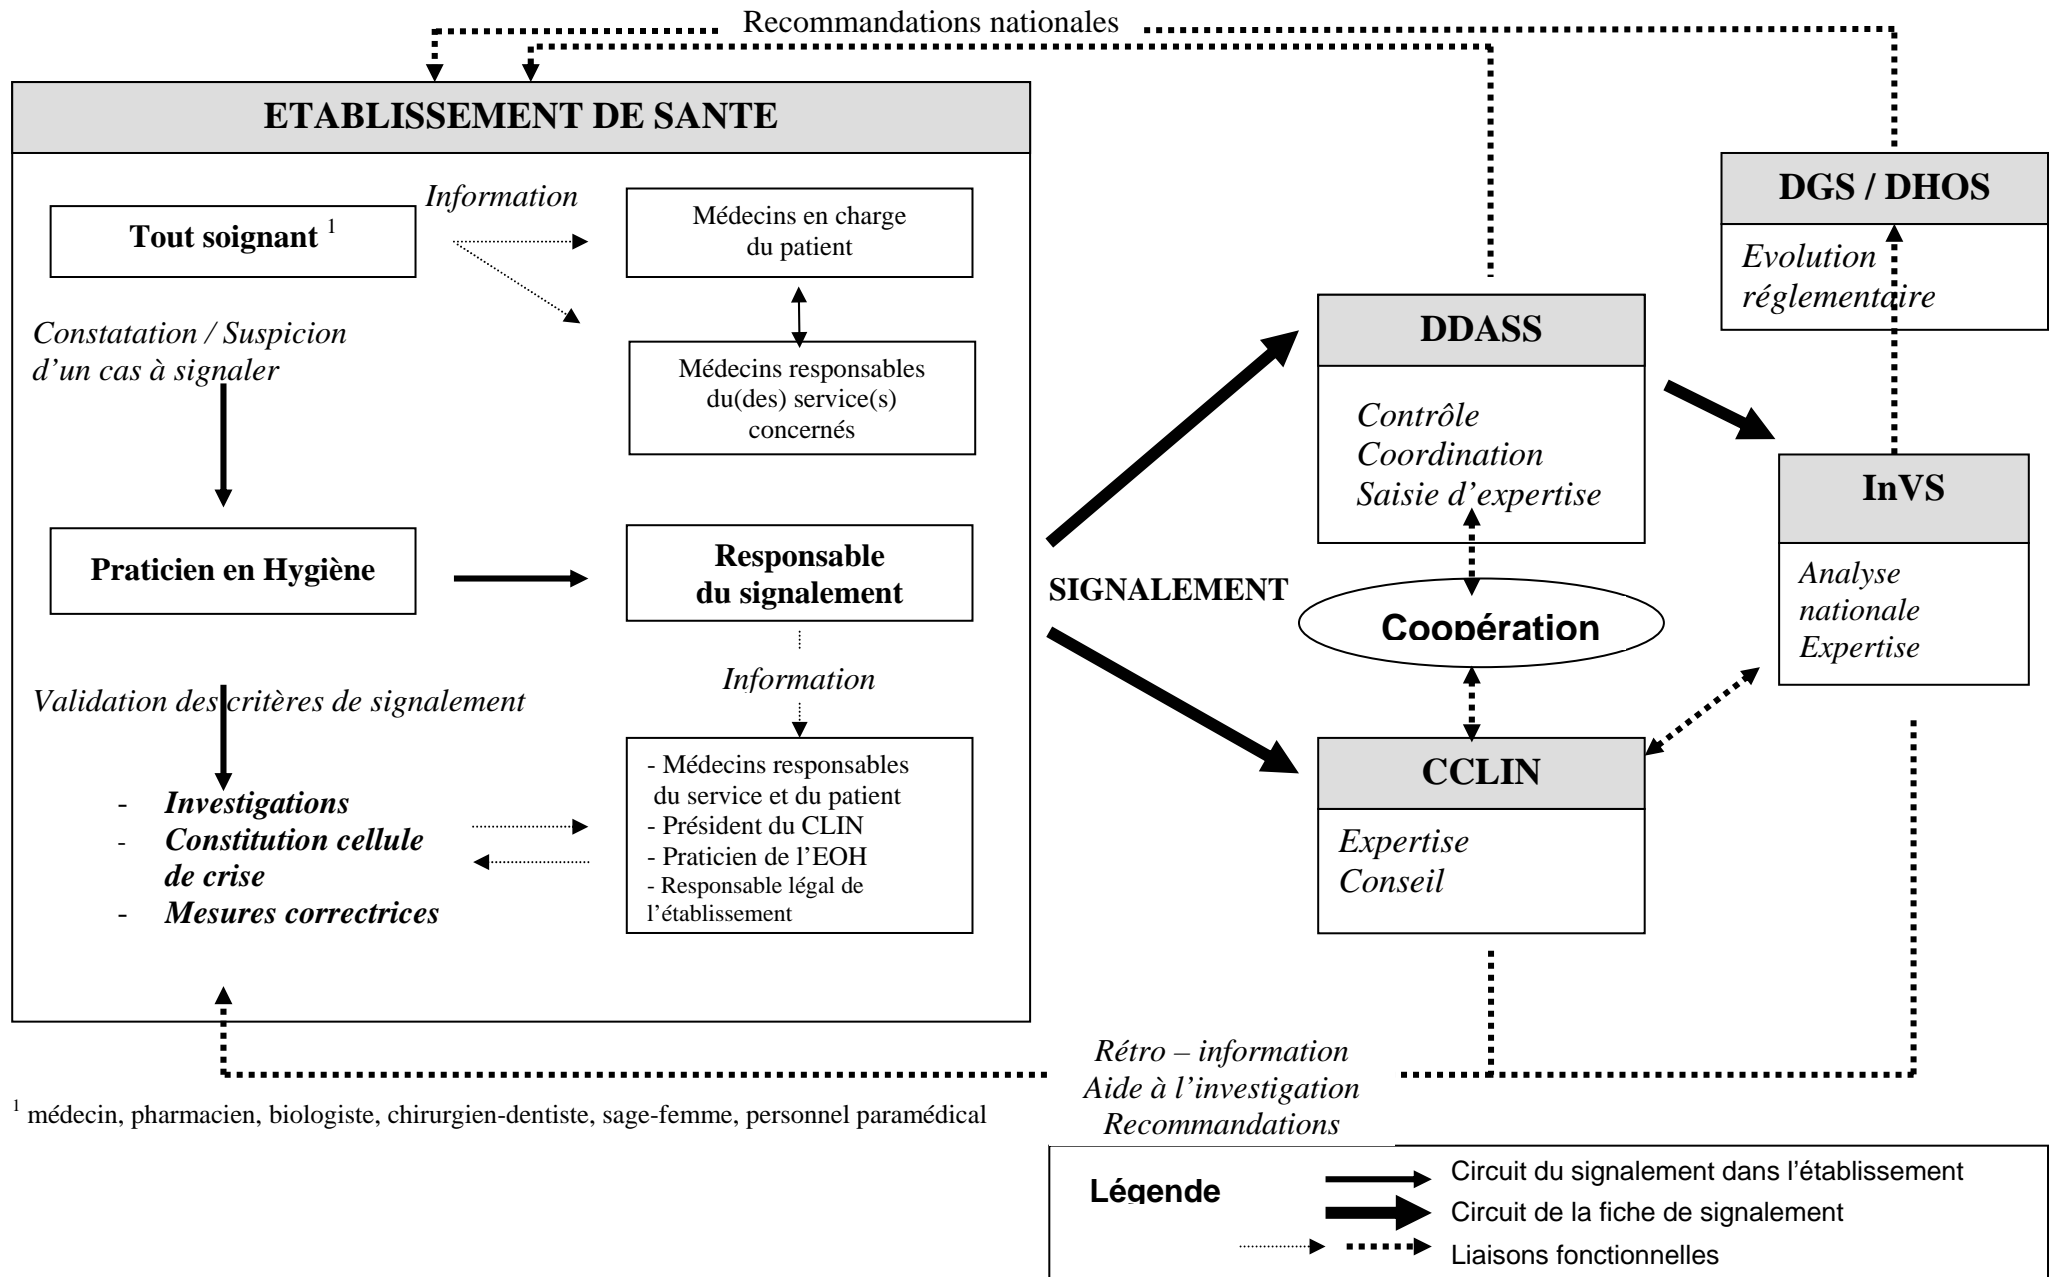 Recommandations nationales
ETABLISSEMENT DE SANTE
Tout soignant 1
Information
Médecins en charge
du patient
Constatation / Suspicion
d’un cas à signaler
Médecins responsables
du(des) service(s)
concernés
Praticien en Hygiène
Responsable
du signalement
Validation des critères de signalement
Information
- Investigations
- Constitution cellule
de crise
- Mesures correctrices
- Médecins responsables
du service et du patient
- Président du CLIN
- Praticien de l’EOH
- Responsable légal de
l’établissement
SIGNALEMENT
DDASS
Contrôle
Coordination
Saisie d’expertise
Coopération
CCLIN
Expertise
Conseil
DGS / DHOS
Evolution
réglementaire
InVS
Analyse
nationale
Expertise
Rétro – information
Aide à l’investigation
Recommandations
1 médecin, pharmacien, biologiste, chirurgien-dentiste, sage-femme, personnel paramédical
Légende
Circuit du signalement dans l’établissement
Circuit de la fiche de signalement
Liaisons fonctionnelles